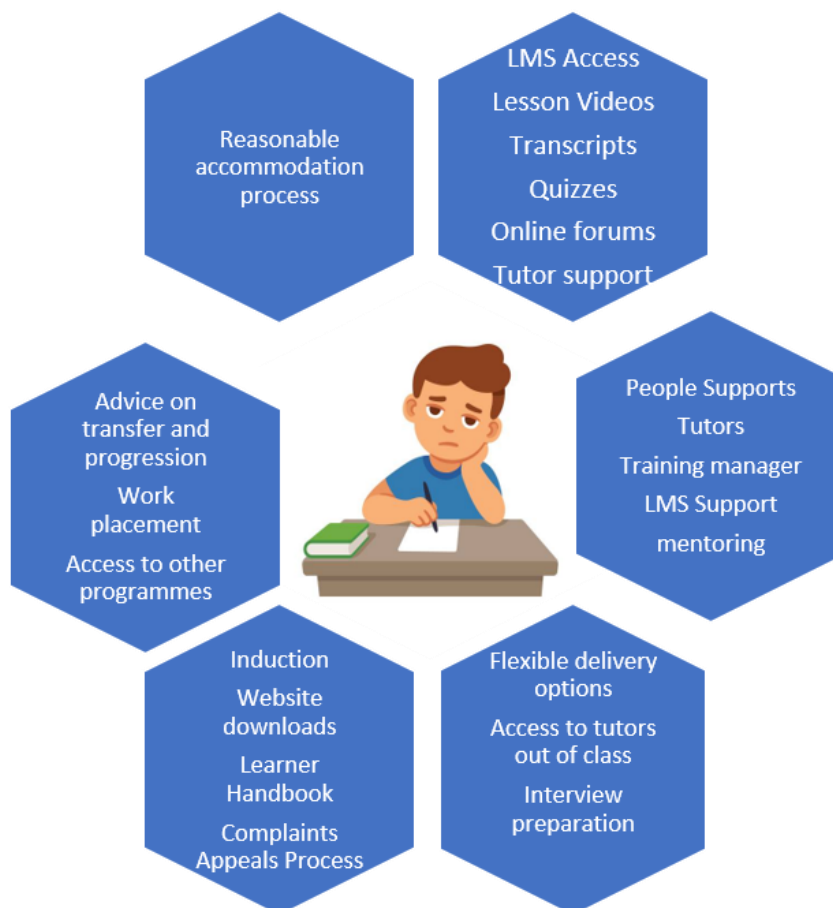 Reasonable
accommodation
process
LMS Access
Lesson Videos
Transcripts
Quizzes
Online forums
Tutor support
People Supports
Tutors
Training manager
LMS Support
mentoring
Advice on
transfer and
progression
Work
placement
Access to other
programmes
Induction
Website
downloads
Learner
Handbook
Complaints
Appeals Process
Flexible delivery
options
Access to tutors
out of class
Interview
preparation